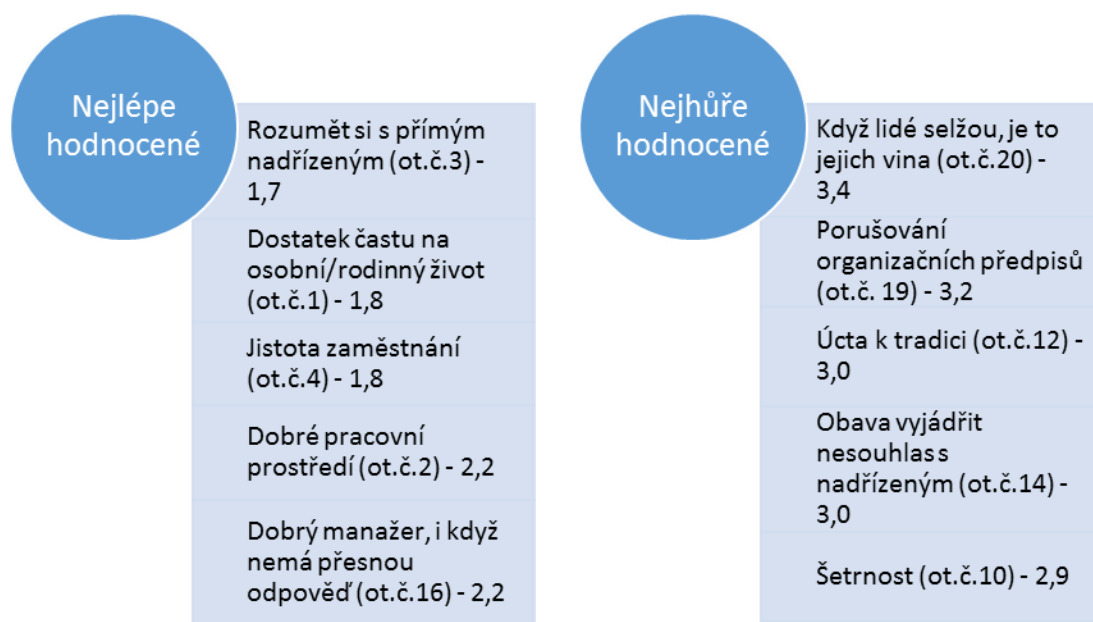 Nejlépe
hodnocené
Rozumět si s přímým
nadřízeným (ot.č.3) -
1,7
Dostatek častu na
osobní/rodinný život
(ot.č.1) - 1,8
Jistota zaměstnání
(ot.č.4) - 1,8
Dobré pracovní
prostředí (ot.č.2) - 2,2
Dobrý manažer, i když
nemá přesnou
odpověď (ot.č.16) - 2,2
Nejhůře
hodnocené
Když lidé selžou, je to
jejich vina (ot.č.20) -
3,4
Porušování
organizačních předpisů
(ot.č. 19) - 3,2
Úcta k tradici (ot.č.12) -
3,0
Obava vyjádřit
nesouhlas s
nadřízeným (ot.č.14) -
3,0
Šetrnost (ot.č.10) - 2,9